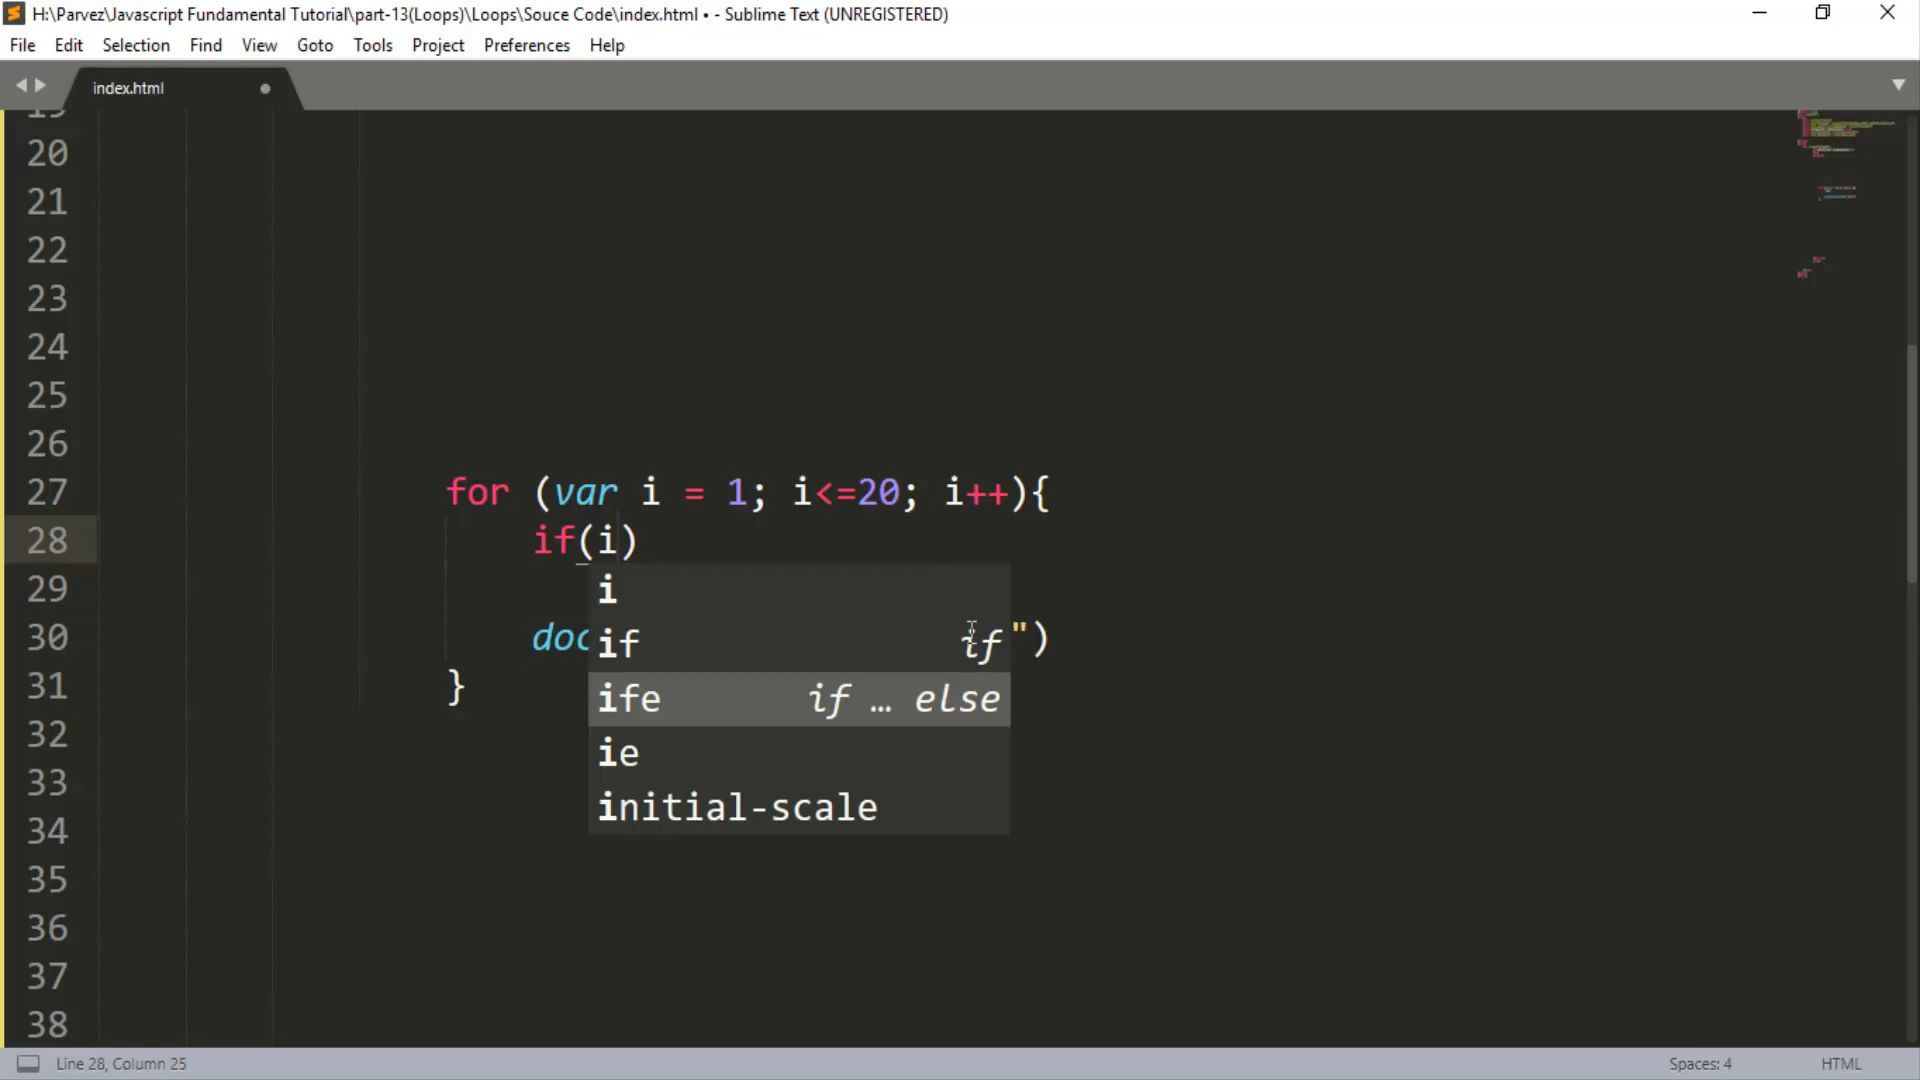 H:\Parvez\Javascript Fundamental Tutorial\part-13(Loops)\Loops\Souce Code\index.html • - Sublime Text (UNREGISTERED)
File Edit Selection Find View Goto Tools Project Preferences Help
index.html
19
20
21
22
23
24
25
26
27 for (var i = 1; i<=20; i++){
28 if(i)
29 i
if if
30 doc ")
ife if … else
31 }
ie
32
initial-scale
33
34
35
36
37
38
Line 28, Column 25 Spaces: 4 HTML